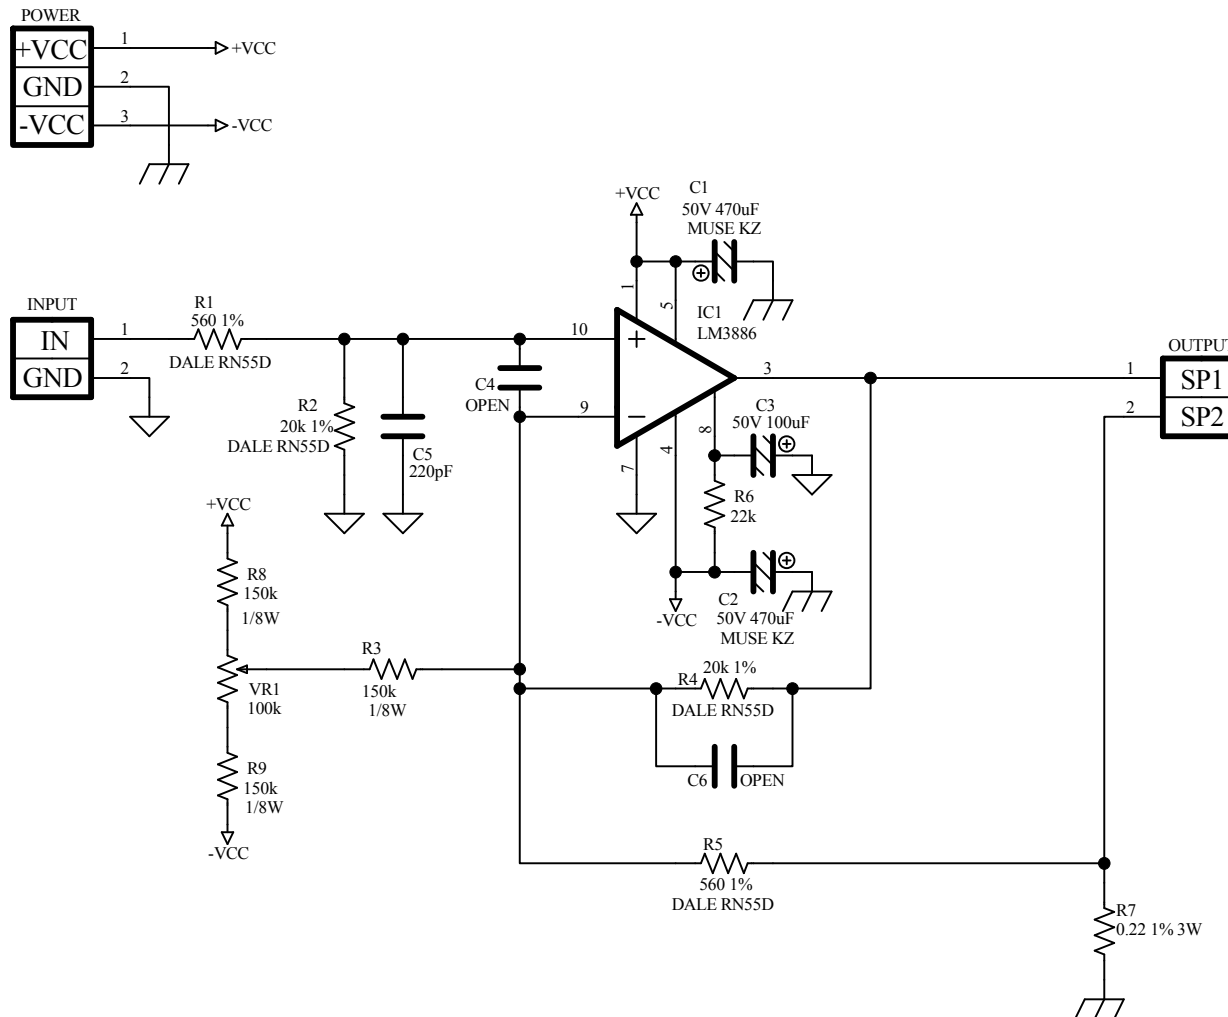 POWER
+VCC 1 +VCC
GND 2
-VCC 3 -VCC
+VCC
C1
50V 470uF
MUSE KZ
1
5
INPUT
IN 1
GND 2
R1
560 1%
DALE RN55D
10
+
IC1
LM3886
C4
OPEN
9
−
3
R2
20k 1%
DALE RN55D
C5
220pF
7
4
8
C3
50V 100uF
R6
22k
OUTPUT
1 SP1
2 SP2
+VCC
R8
150k
1/8W
-VCC
C2
50V 470uF
MUSE KZ
VR1
100k
R3
150k
1/8W
20k 1%
R4
DALE RN55D
C6
OPEN
R9
150k
1/8W
-VCC
R5
560 1%
DALE RN55D
R7
0.22 1% 3W